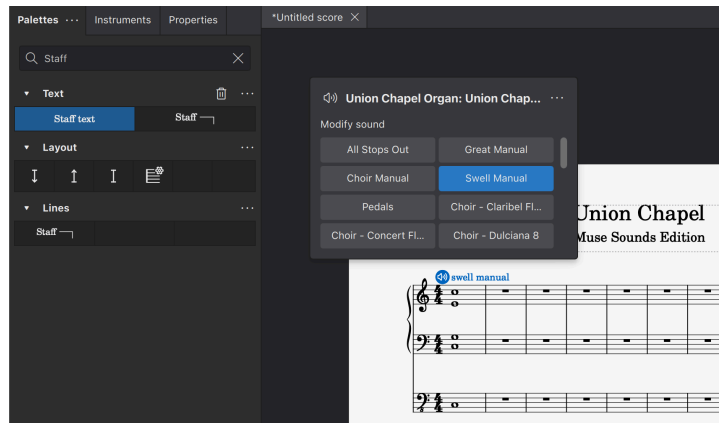 Palettes ··· Instruments Properties
*Untitled score
Staff
Text ···
Staff text Staff
Layout ···
Lines ···
Staff
Union Chapel Organ: Union Chap... ···
Modify sound
All Stops Out Great Manual
Choir Manual Swell Manual
Pedals Choir - Claribel Fl...
Choir - Concert Fl... Choir - Dulciana 8
Union Chapel
Muse Sounds Edition
swell manual